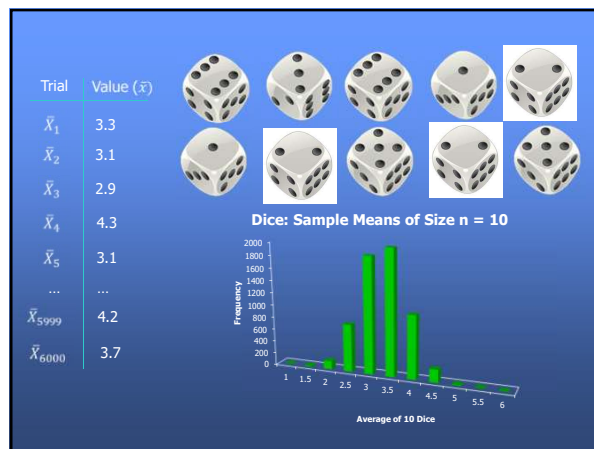 Trial Value (x̄)
X̄₁ 3.3
X̄₂ 3.1
X̄₃ 2.9
X̄₄ 4.3
X̄₅ 3.1
... ...
X̄₅₉₉₉ 4.2
X̄₆₀₀₀ 3.7
Dice: Sample Means of Size n = 10
Frequency
2000
1800
1600
1400
1200
1000
800
600
400
200
0
1 1.5 2 2.5 3 3.5 4 4.5 5 5.5 6
Average of 10 Dice